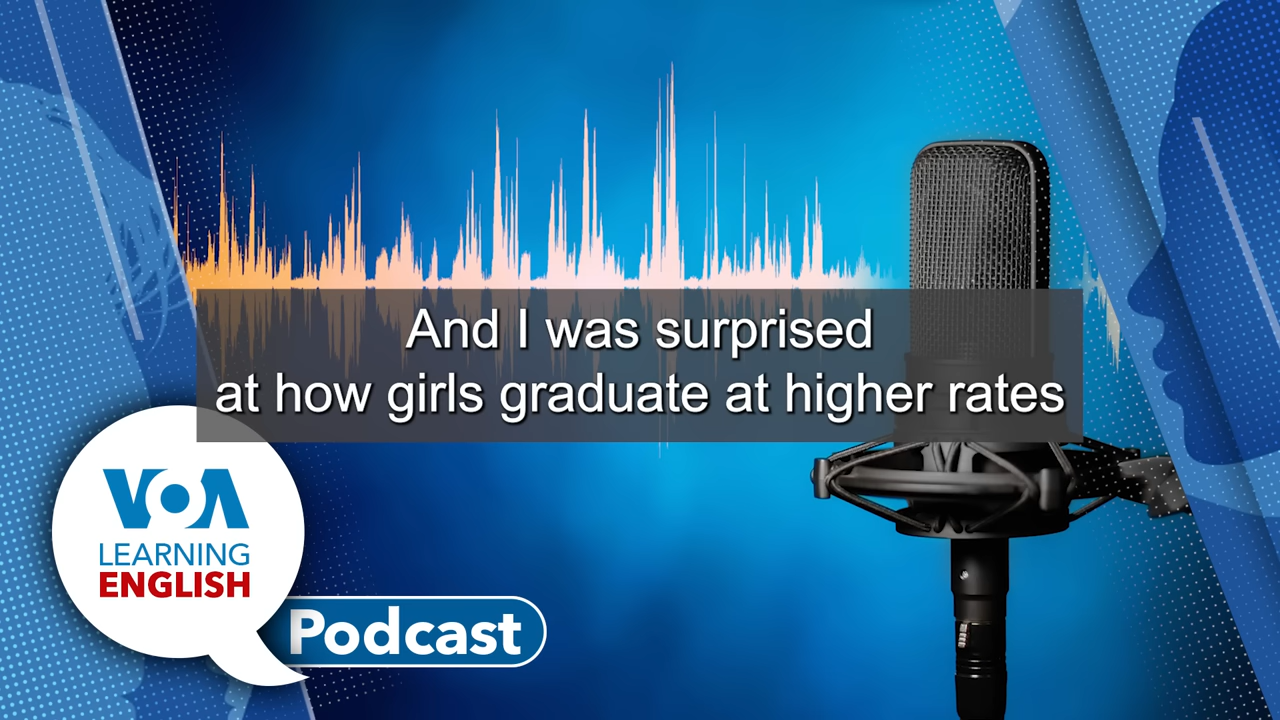 And I was surprised
at how girls graduate at higher rates
VOA
LEARNING
ENGLISH
Podcast